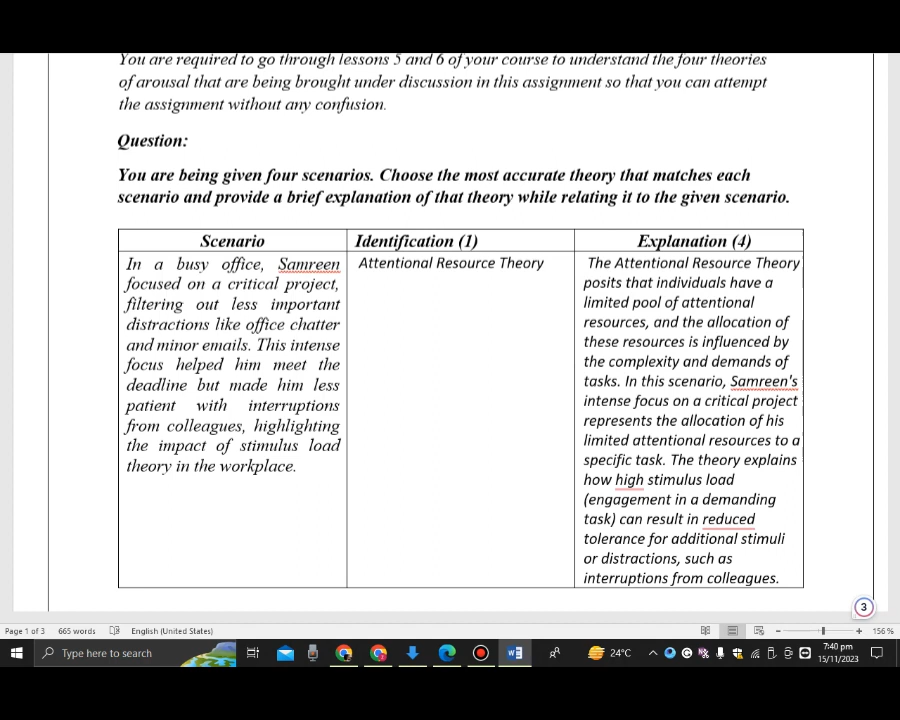 You are required to go through lessons 5 and 6 of your course to understand the four theories
of arousal that are being brought under discussion in this assignment so that you can attempt
the assignment without any confusion.
Question:
You are being given four scenarios. Choose the most accurate theory that matches each
scenario and provide a brief explanation of that theory while relating it to the given scenario.
Scenario
Identification (1)
Explanation (4)
In a busy office, Samreen
focused on a critical project,
filtering out less important
distractions like office chatter
and minor emails. This intense
focus helped him meet the
deadline but made him less
patient with interruptions
from colleagues, highlighting
the impact of stimulus load
theory in the workplace.
Attentional Resource Theory
The Attentional Resource Theory
posits that individuals have a
limited pool of attentional
resources, and the allocation of
these resources is influenced by
the complexity and demands of
tasks. In this scenario, Samreen's
intense focus on a critical project
represents the allocation of his
limited attentional resources to a
specific task. The theory explains
how high stimulus load
(engagement in a demanding
task) can result in reduced
tolerance for additional stimuli
or distractions, such as
interruptions from colleagues.
3
Page 1 of 3 665 words English (United States)
156 %
Type here to search
24°C
7:40 pm
15/11/2023